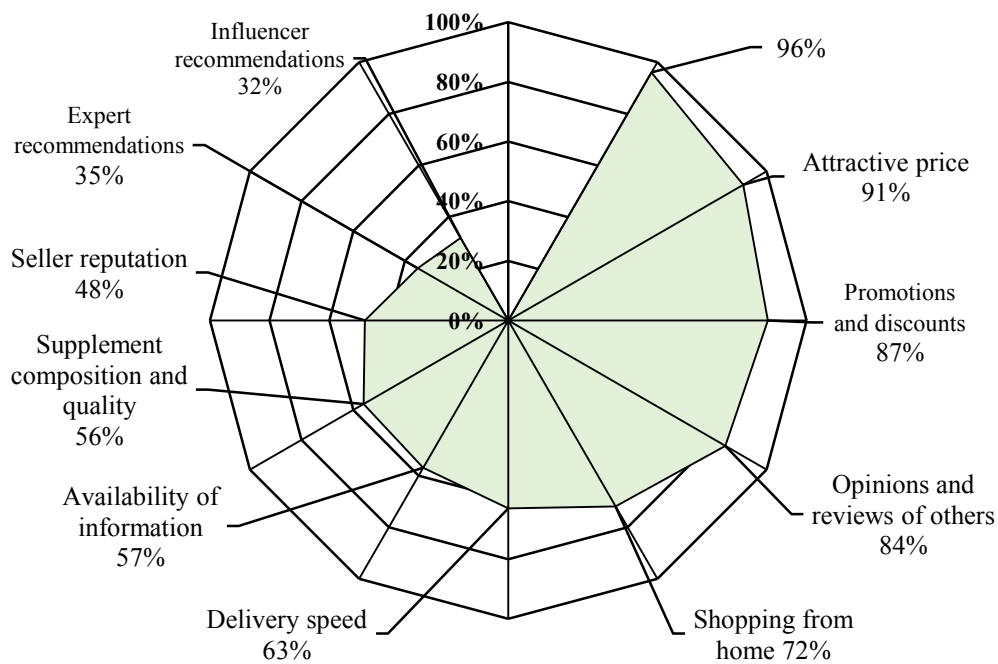 100%
80%
60%
40%
20%
0%
96%
Attractive price
91%
Promotions
and discounts
87%
Opinions and
reviews of others
84%
Shopping from
home 72%
Delivery speed
63%
Availability of
information
57%
Supplement
composition and
quality
56%
Seller reputation
48%
Expert
recommendations
35%
Influencer
recommendations
32%